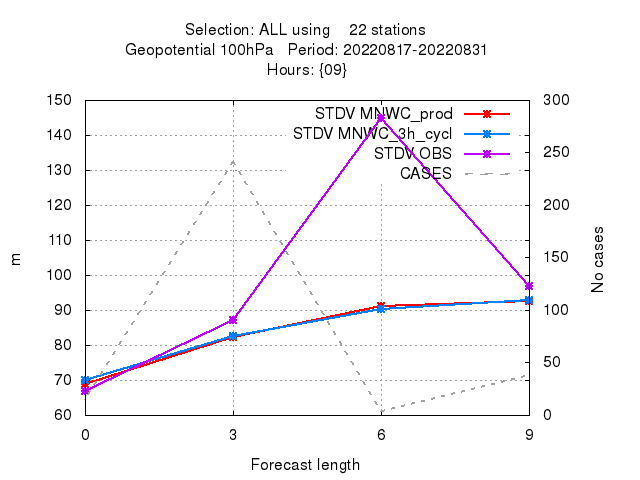 Selection: ALL using 22 stations
Geopotential 100hPa Period: 20220817-20220831
Hours: {09}
150
140
130
120
110
100
90
80
70
60
m
300
250
200
150
100
50
0
No cases
STDV MNWC_prod
STDV MNWC_3h_cycl
STDV OBS
CASES
0 3 6 9
Forecast length